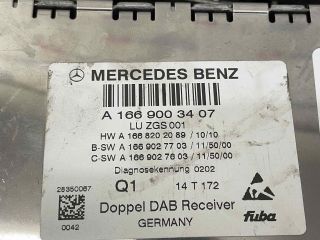 MERCEDES BENZ
A 166 900 34 07
LU ZGS 001
HW A 166 820 20 89 / 10/10
B-SW A 166 902 77 03 / 11/50/00
C-SW A 166 902 76 03 / 11/50/00
Diagnosekennung 0202
Q1 14 T 172
28350067
Doppel DAB Receiver
GERMANY
0042
fuba